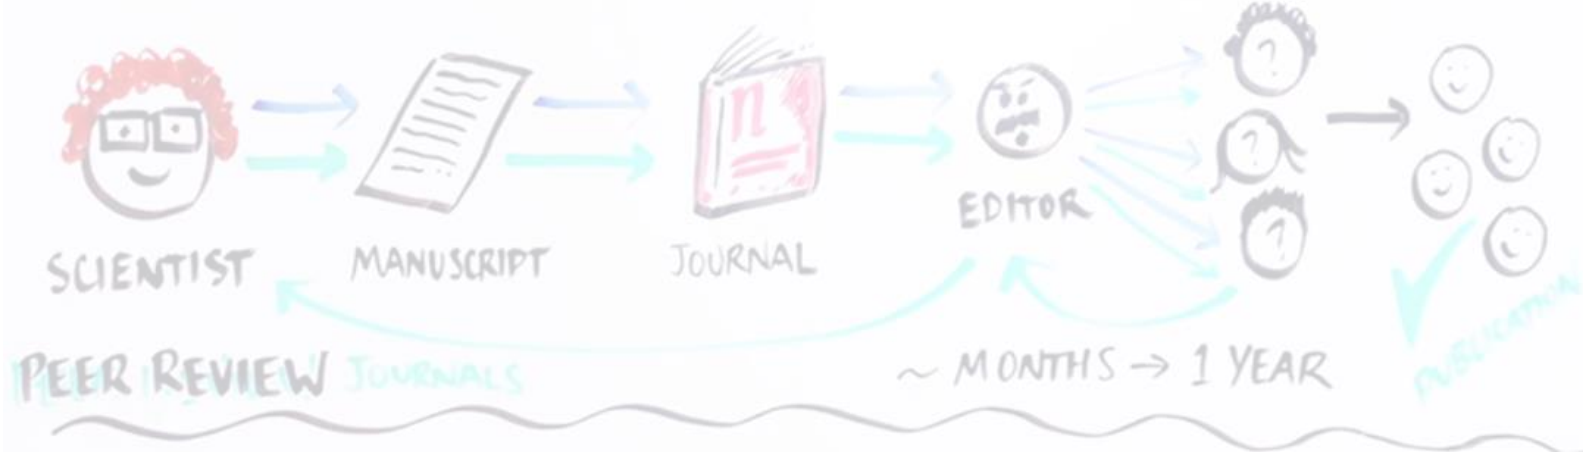 SCIENTIST
MANUSCRIPT
JOURNAL
EDITOR
?
?
?
n
PEER REVIEW JOURNALS
~ MONTHS → 1 YEAR
PUBLICATION